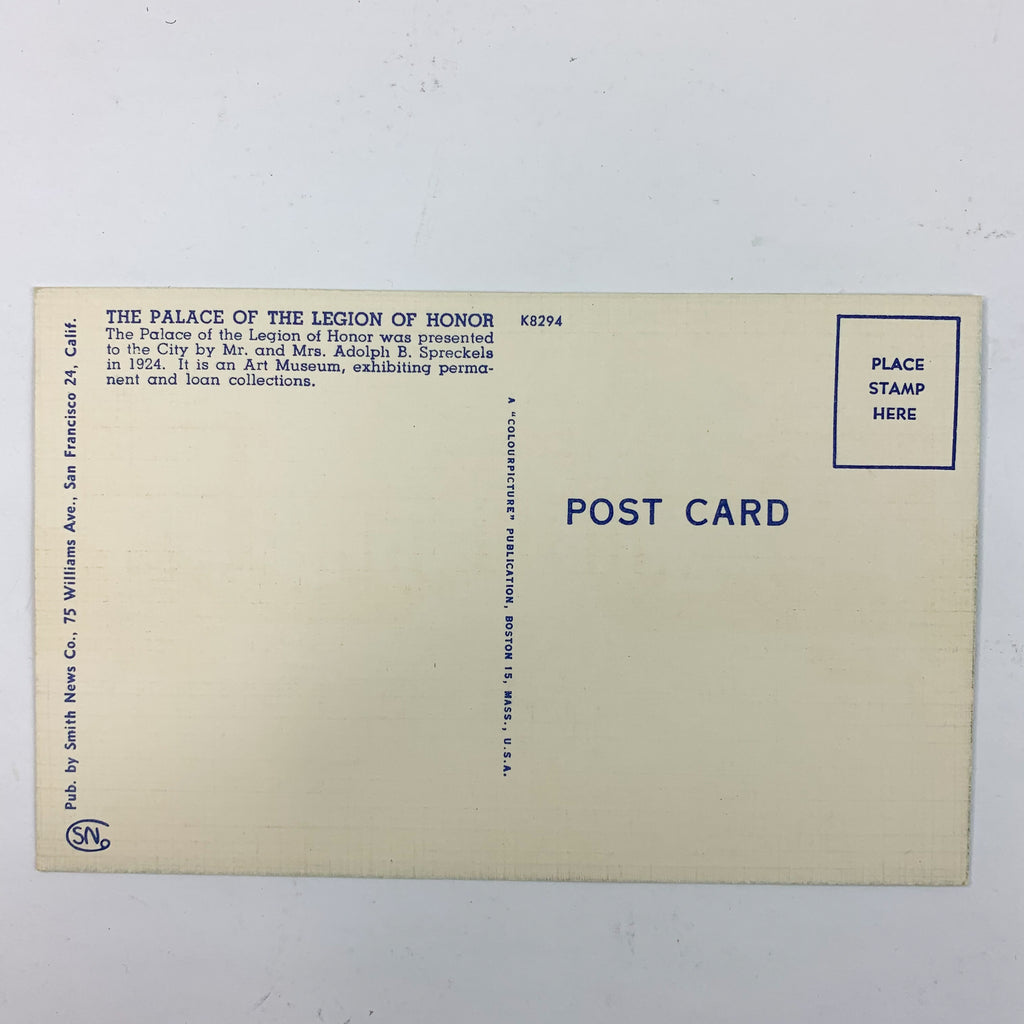 THE PALACE OF THE LEGION OF HONOR
The Palace of the Legion of Honor was presented
to the City by Mr. and Mrs. Adolph B. Spreckels
in 1924. It is an Art Museum, exhibiting perma-
nent and loan collections.
K8294
PLACE
STAMP
HERE
POST CARD
A "COLOURPICTURE" PUBLICATION, BOSTON 15, MASS., U.S.A.
Pub. by Smith News Co., 75 Williams Ave., San Francisco 24, Calif.
SN